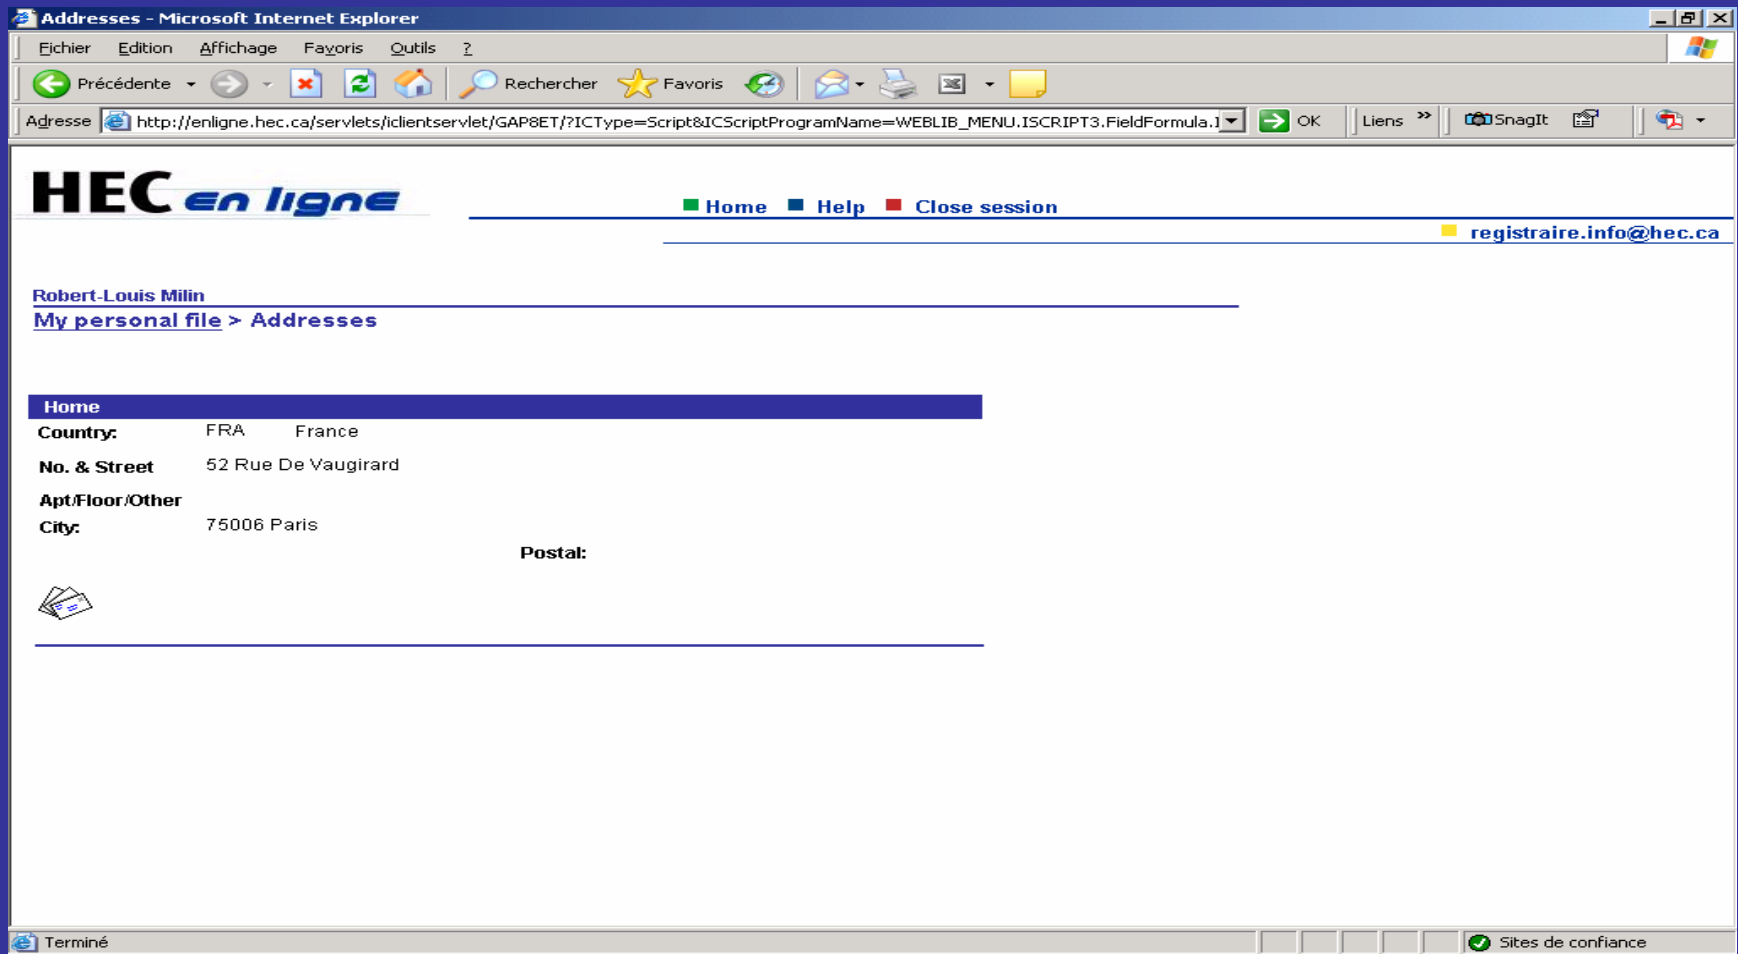 Addresses - Microsoft Internet Explorer
Fichier Edition Affichage Favoris Outils ?
Précédente Rechercher Favoris
Adresse http://enligne.hec.ca/servlets/iclientservlet/GAP8ET/?ICType=Script&ICScriptProgramName=WEBLIB_MENU.ISCRIPT3.FieldFormula.I OK Liens » SnagIt
HEC en ligne
Home Help Close session
registraire.info@hec.ca
Robert-Louis Milin
My personal file > Addresses
Home
Country: FRA France
No. & Street 52 Rue De Vaugirard
Apt/Floor/Other
City: 75006 Paris
Postal:
Terminé Sites de confiance